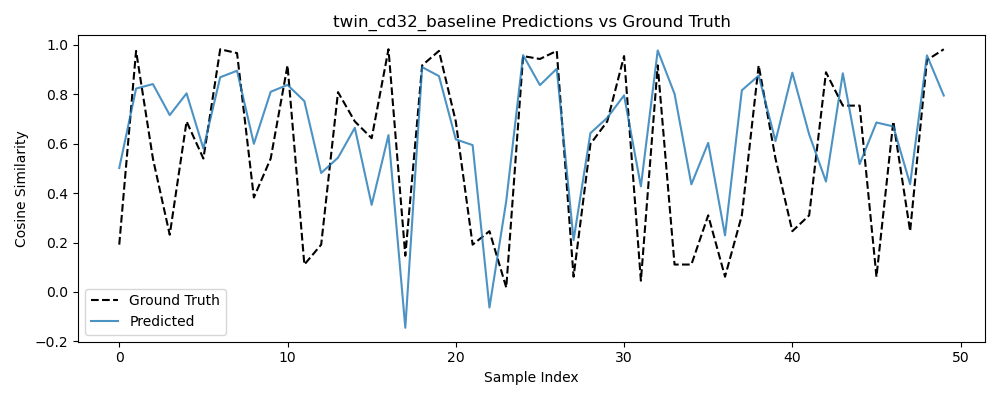 twin_cd32_baseline Predictions vs Ground Truth
Cosine Similarity
1.0
0.8
0.6
0.4
0.2
0.0
−0.2
Ground Truth
Predicted
0
10
20
30
40
50
Sample Index